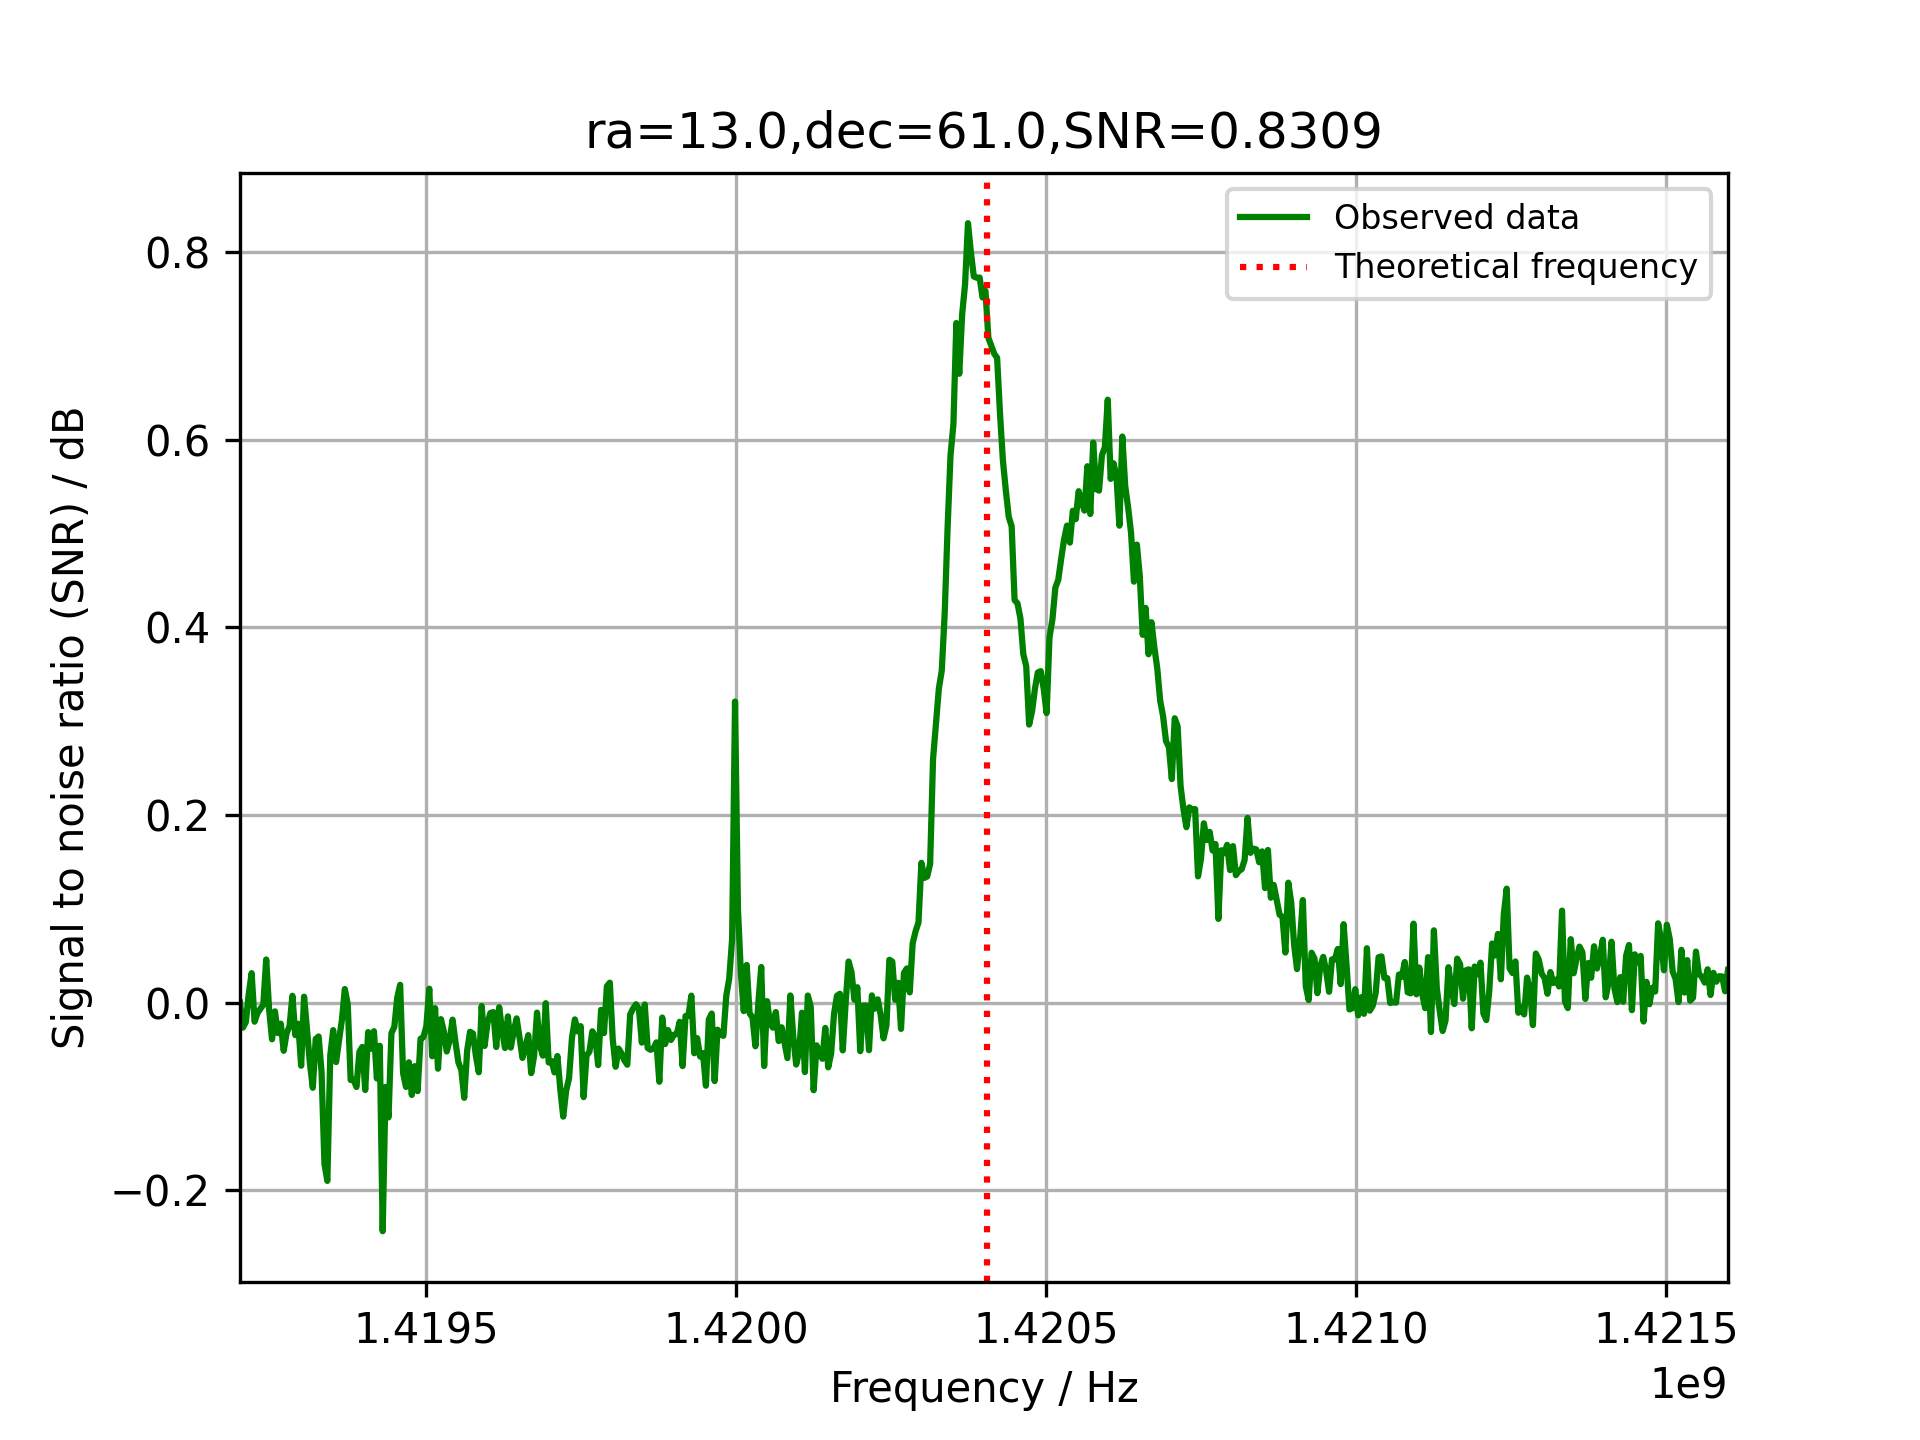 ra=13.0,dec=61.0,SNR=0.8309
Observed data
Theoretical frequency
Signal to noise ratio (SNR) / dB
0.8
0.6
0.4
0.2
0.0
−0.2
1.4195 1.4200 1.4205 1.4210 1.4215
1e9
Frequency / Hz